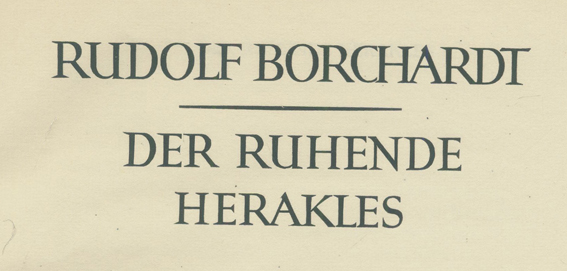 RUDOLF BORCHARDT
DER RUHENDE
HERAKLES